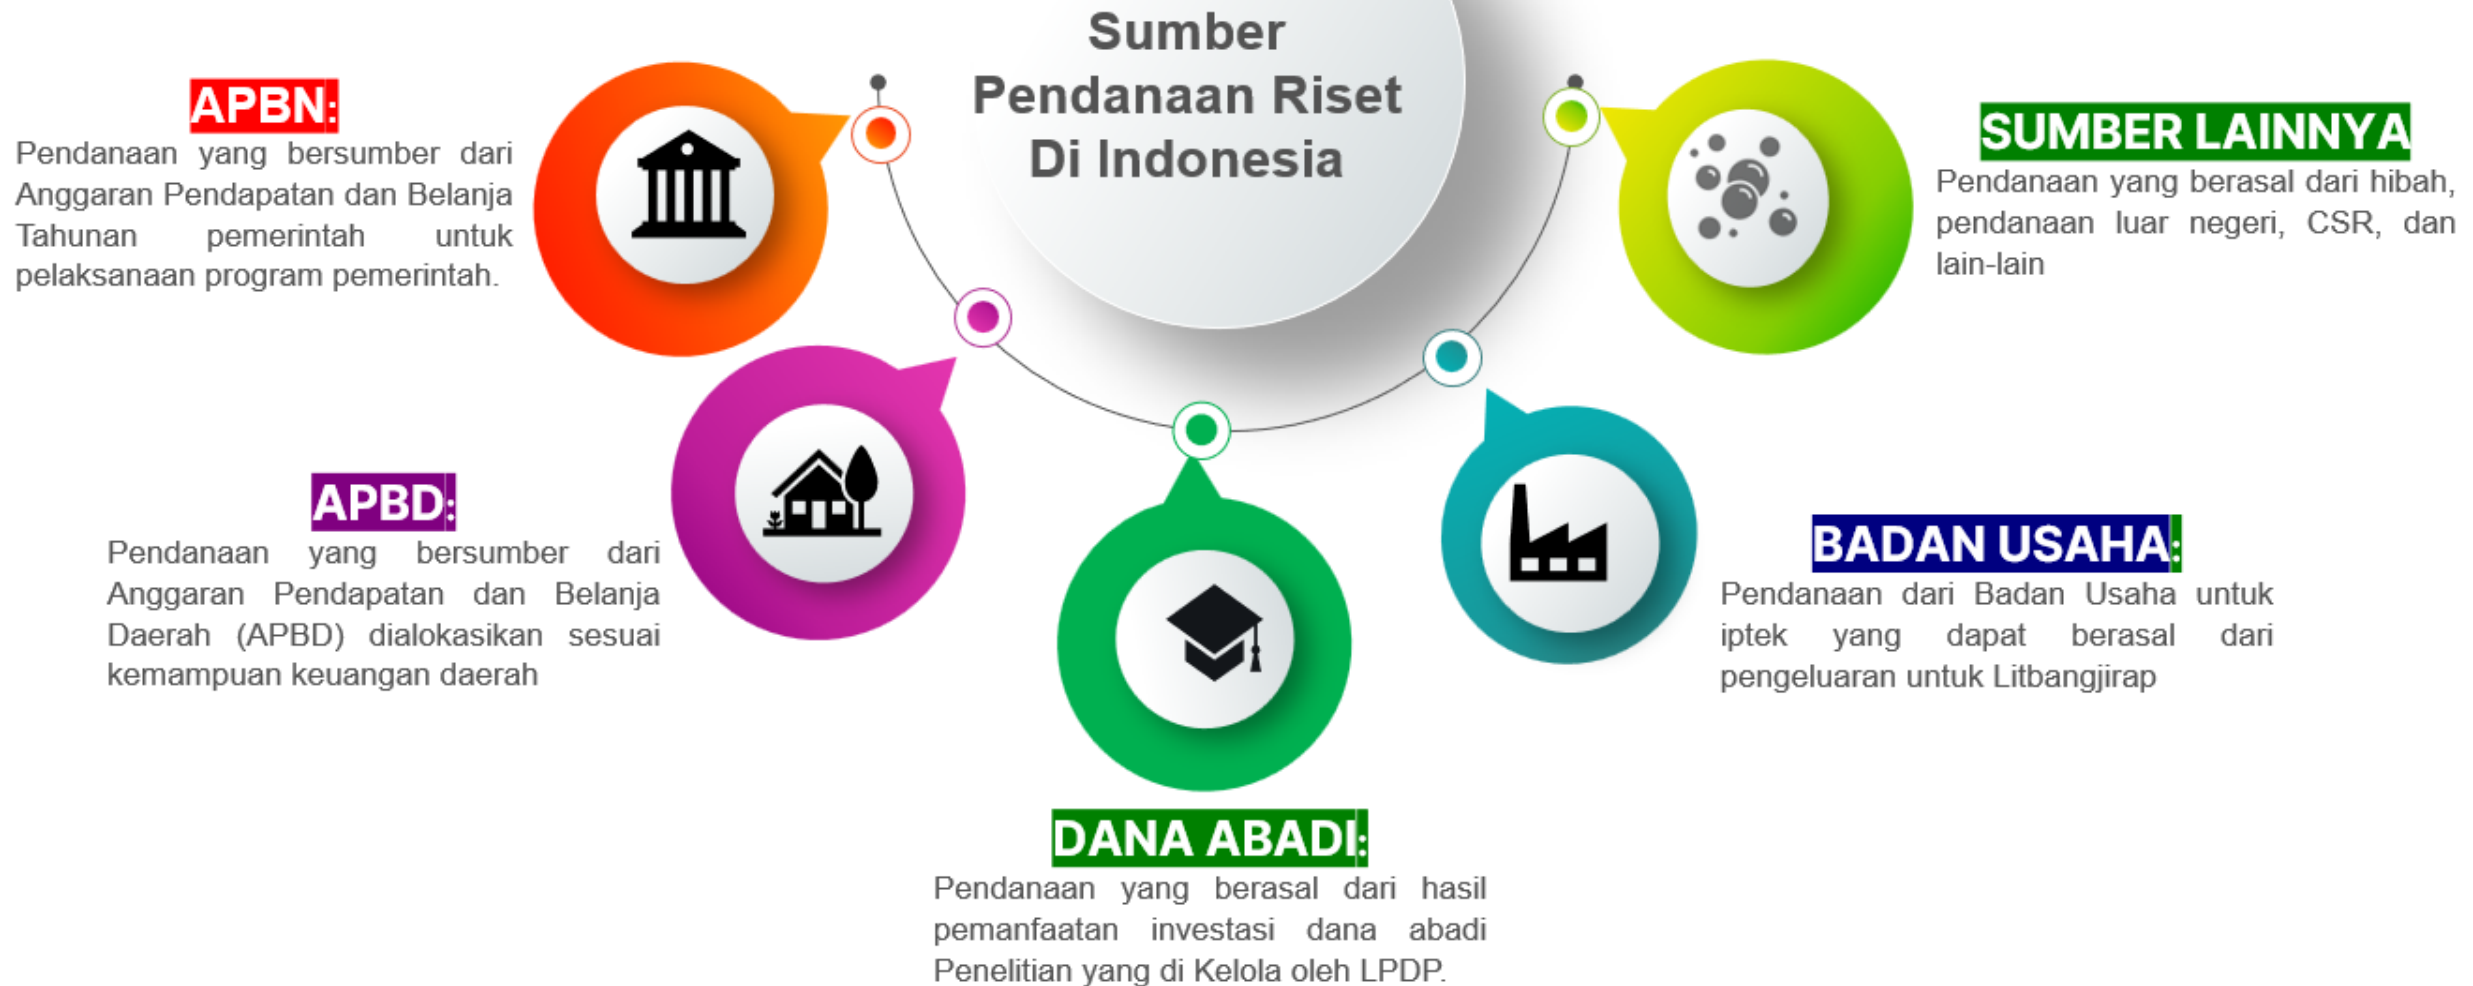 Sumber
Pendanaan Riset
Di Indonesia
APBN:
Pendanaan yang bersumber dari
Anggaran Pendapatan dan Belanja
Tahunan pemerintah untuk
pelaksanaan program pemerintah.
APBD:
Pendanaan yang bersumber dari
Anggaran Pendapatan dan Belanja
Daerah (APBD) dialokasikan sesuai
kemampuan keuangan daerah
DANA ABADI:
Pendanaan yang berasal dari hasil
pemanfaatan investasi dana abadi
Penelitian yang di Kelola oleh LPDP.
BADAN USAHA:
Pendanaan dari Badan Usaha untuk
iptek yang dapat berasal dari
pengeluaran untuk Litbangjirap
SUMBER LAINNYA
Pendanaan yang berasal dari hibah,
pendanaan luar negeri, CSR, dan
lain-lain